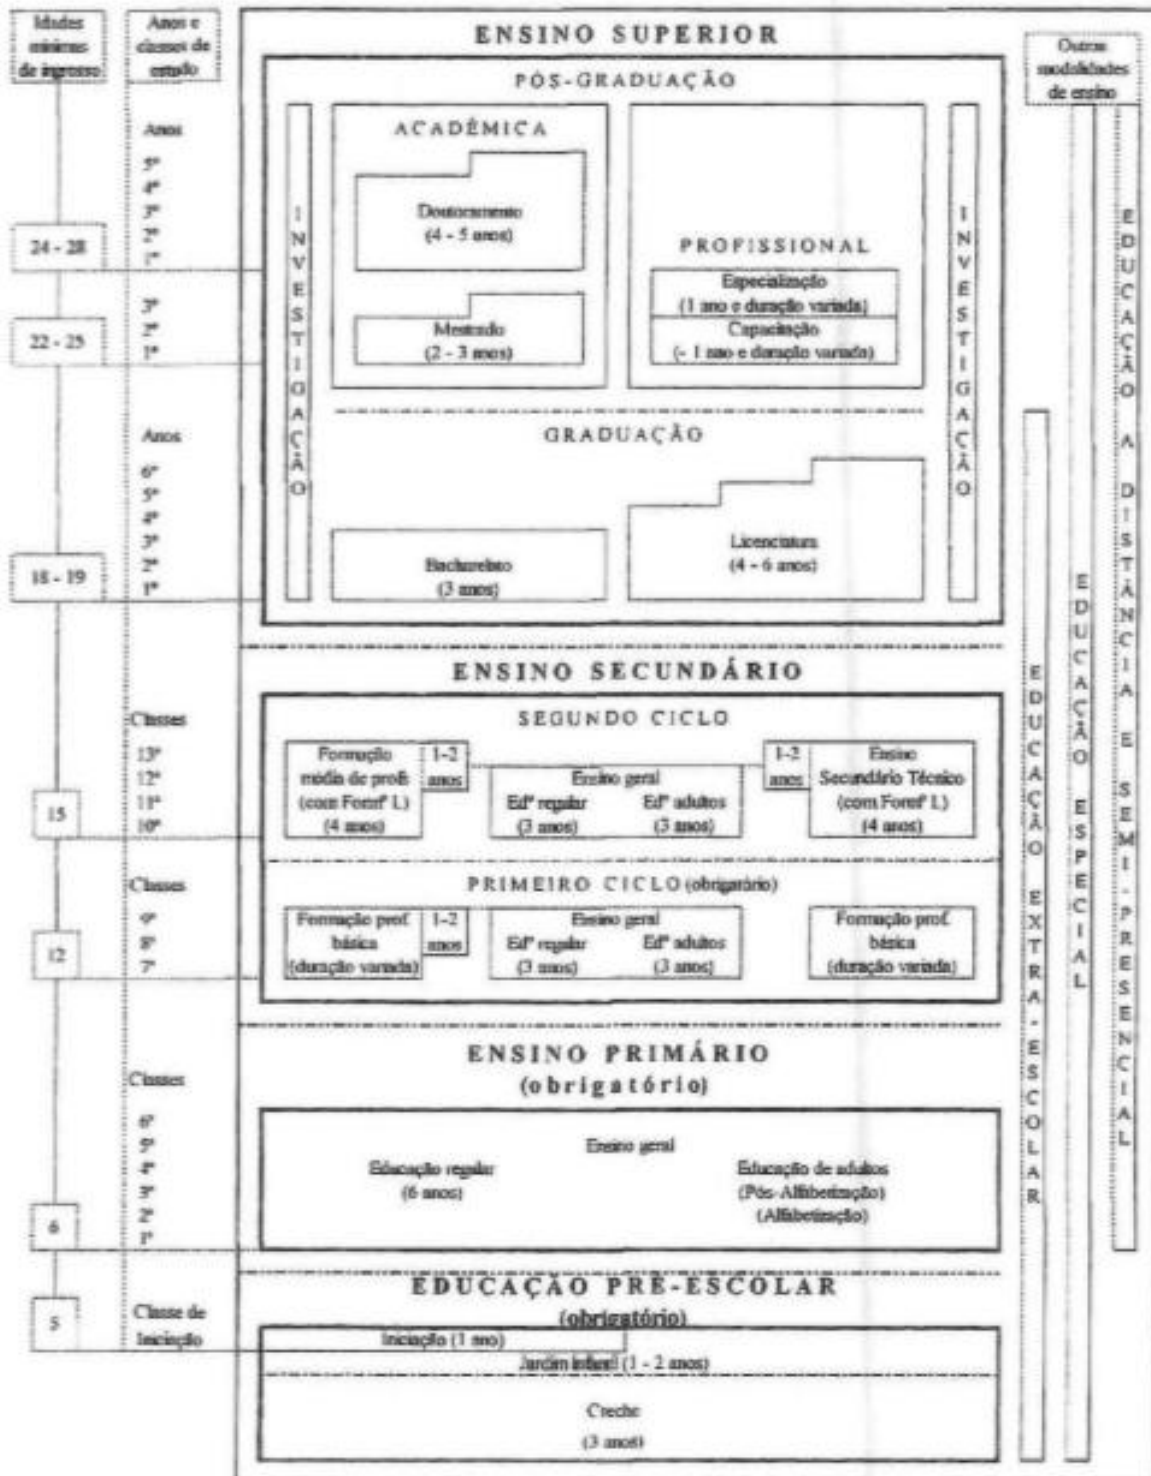 Idades
mínimas
de ingresso
Anos e
classes de
estudo
ENSINO SUPERIOR
Outras
modalidades
de ensino
PÓS-GRADUAÇÃO
Anos
5º
4º
3º
2º
1º
24 - 28
3º
2º
1º
22 - 25
INVESTIGAÇÃO
ACADÊMICA
Doutoramento
(4 - 5 anos)
Mestrado
(2 - 3 anos)
PROFISSIONAL
Especialização
(1 ano e duração variada)
Capacitação
(- 1 ano e duração variada)
INVESTIGAÇÃO
GRADUAÇÃO
Anos
6º
5º
4º
3º
2º
1º
18 - 19
Bacharelato
(3 anos)
Licenciatura
(4 - 6 anos)
ENSINO SECUNDÁRIO
SEGUNDO CICLO
Classes
13ª
12ª
11ª
10ª
15
Formação
média de prof.
(com Formª I.)
(4 anos)
1-2
anos
Ensino geral
Edª regular
(3 anos)
Edª adultos
(3 anos)
1-2
anos
Ensino
Secundário Técnico
(com Formª I.)
(4 anos)
PRIMEIRO CICLO (obrigatário)
Classes
9ª
8ª
7ª
12
Formação prof.
básica
(duração variada)
1-2
anos
Ensino geral
Edª regular
(3 anos)
Edª adultos
(3 anos)
Formação prof.
básica
(duração variada)
ENSINO PRIMÁRIO
(obrigatório)
Classes
6ª
5ª
4ª
3ª
2ª
1ª
6
Ensino geral
Educação regular
(6 anos)
Educação de adultos
(Pós-Alfabetização)
(Alfabetização)
EDUCAÇÃO PRÉ-ESCOLAR
(obrigatório)
5
Classe de
Iniciação
Iniciação (1 ano)
Jardim infantil (1 - 2 anos)
Creche
(3 anos)
EDUCAÇÃO EXTRA-ESCOLAR
EDUCAÇÃO ESPECIAL
EDUCAÇÃO A DISTÂNCIA E SEMI-PRESENCIAL